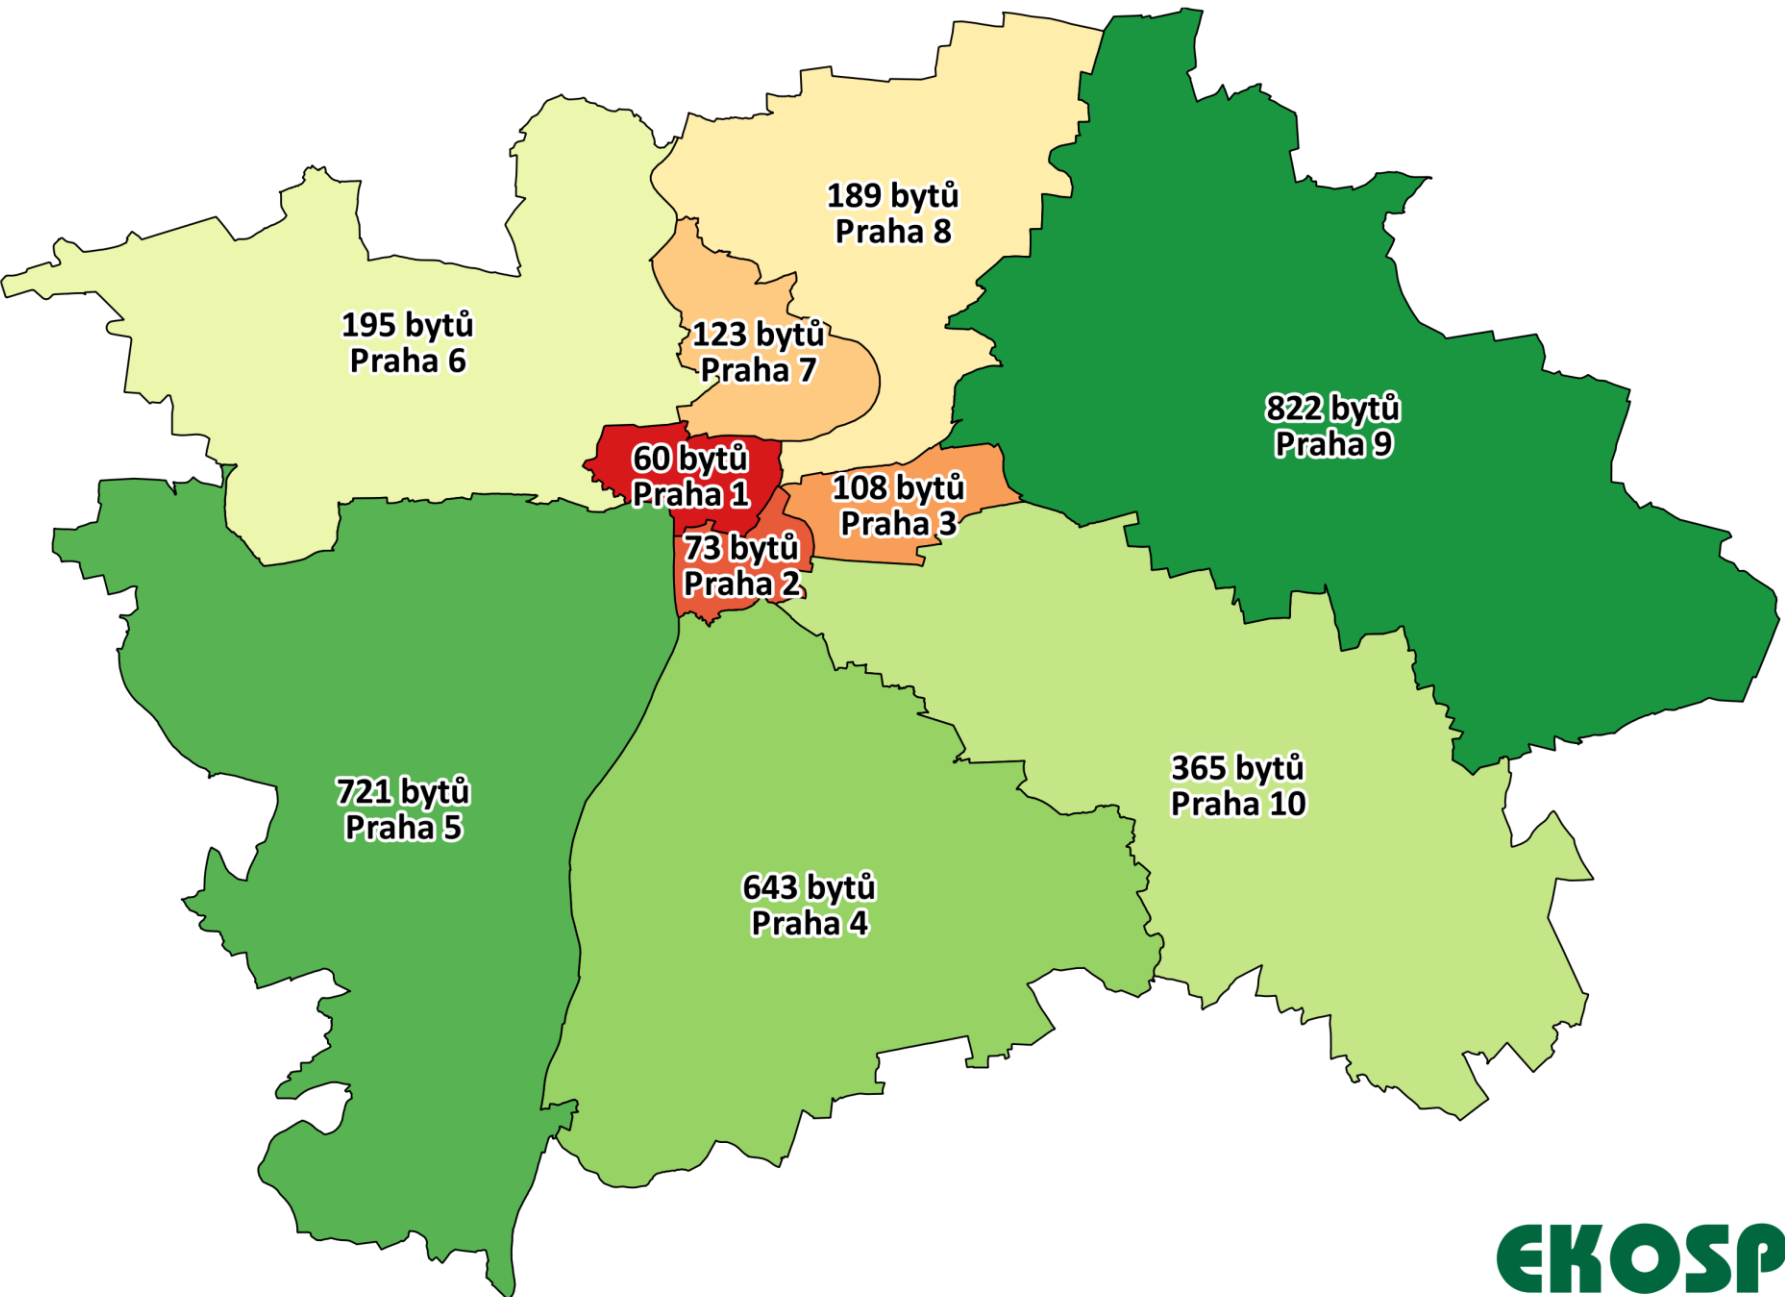 189 bytů
Praha 8
195 bytů
Praha 6
123 bytů
Praha 7
822 bytů
Praha 9
60 bytů
Praha 1
108 bytů
Praha 3
73 bytů
Praha 2
365 bytů
Praha 10
721 bytů
Praha 5
643 bytů
Praha 4
EKOSP